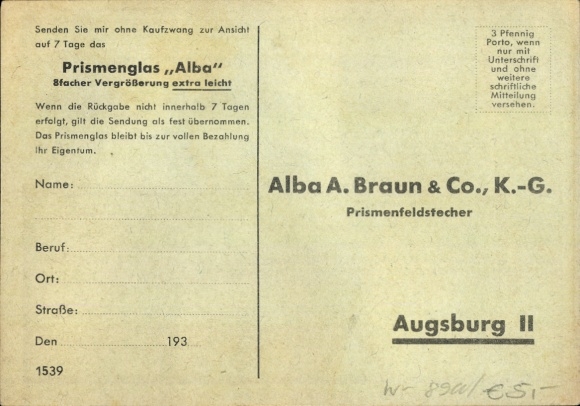 Senden Sie mir ohne Kaufzwang zur Ansicht
auf 7 Tage das
Prismenglas „Alba"
8facher Vergrößerung extra leicht
Wenn die Rückgabe nicht innerhalb 7 Tagen
erfolgt, gilt die Sendung als fest übernommen.
Das Prismenglas bleibt bis zur vollen Bezahlung
Ihr Eigentum.
Name:
Beruf:
Ort:
Straße:
Den 193
1539
3 Pfennig
Porto, wenn
nur mit
Unterschrift
und ohne
weitere
schriftliche
Mitteilung
versehen.
Alba A. Braun & Co., K.-G.
Prismenfeldstecher
Augsburg II
€ 5,-